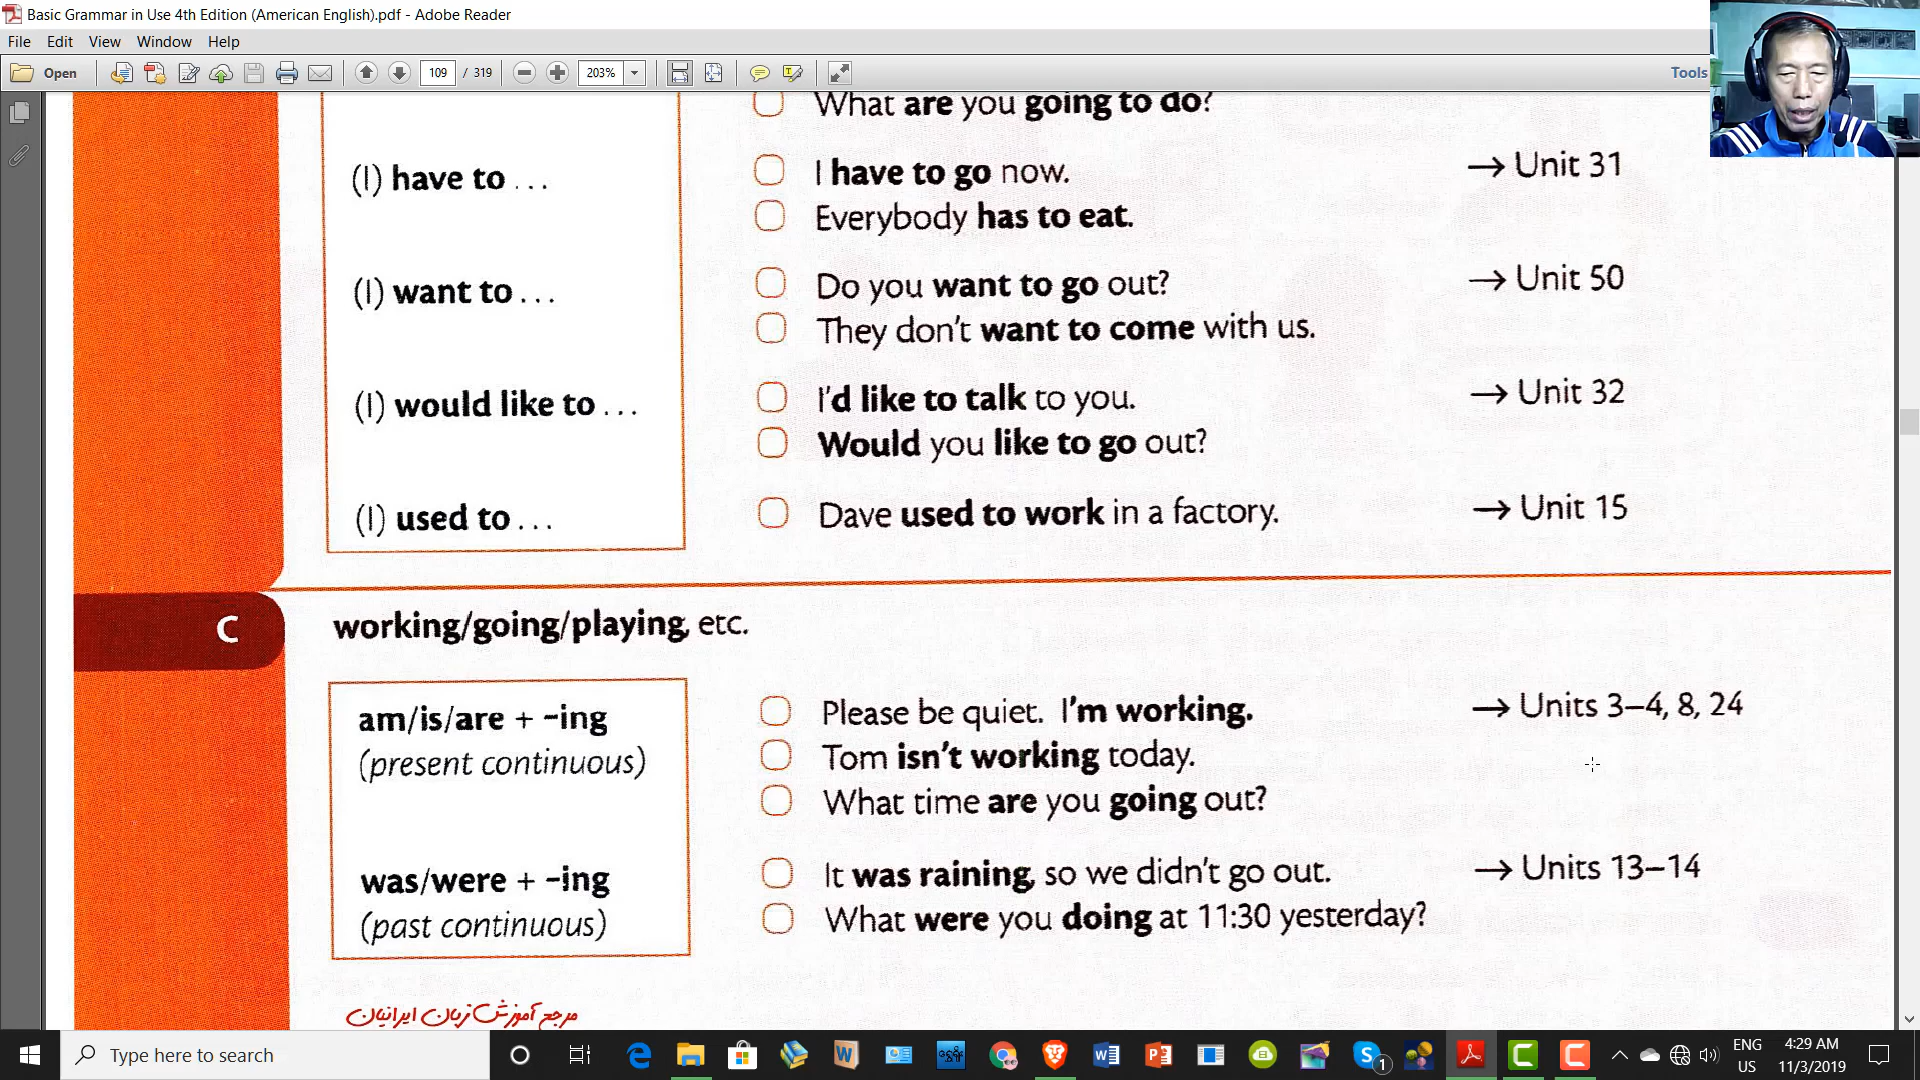 Basic Grammar in Use 4th Edition (American English).pdf - Adobe Reader
File Edit View Window Help
Open 109 / 319 203% Tools
What are you going to do?
(I) have to ... I have to go now. → Unit 31
Everybody has to eat.
(I) want to ... Do you want to go out? → Unit 50
They don't want to come with us.
(I) would like to ... I'd like to talk to you. → Unit 32
Would you like to go out?
(I) used to ... Dave used to work in a factory. → Unit 15
C working/going/playing, etc.
am/is/are + -ing Please be quiet. I'm working. → Units 3–4, 8, 24
(present continuous) Tom isn't working today.
What time are you going out?
was/were + -ing It was raining, so we didn't go out. → Units 13–14
(past continuous) What were you doing at 11:30 yesterday?
مرجع آموزش زبان ایرانیان
Type here to search 1 ENG 4:29 AM
US 11/3/2019